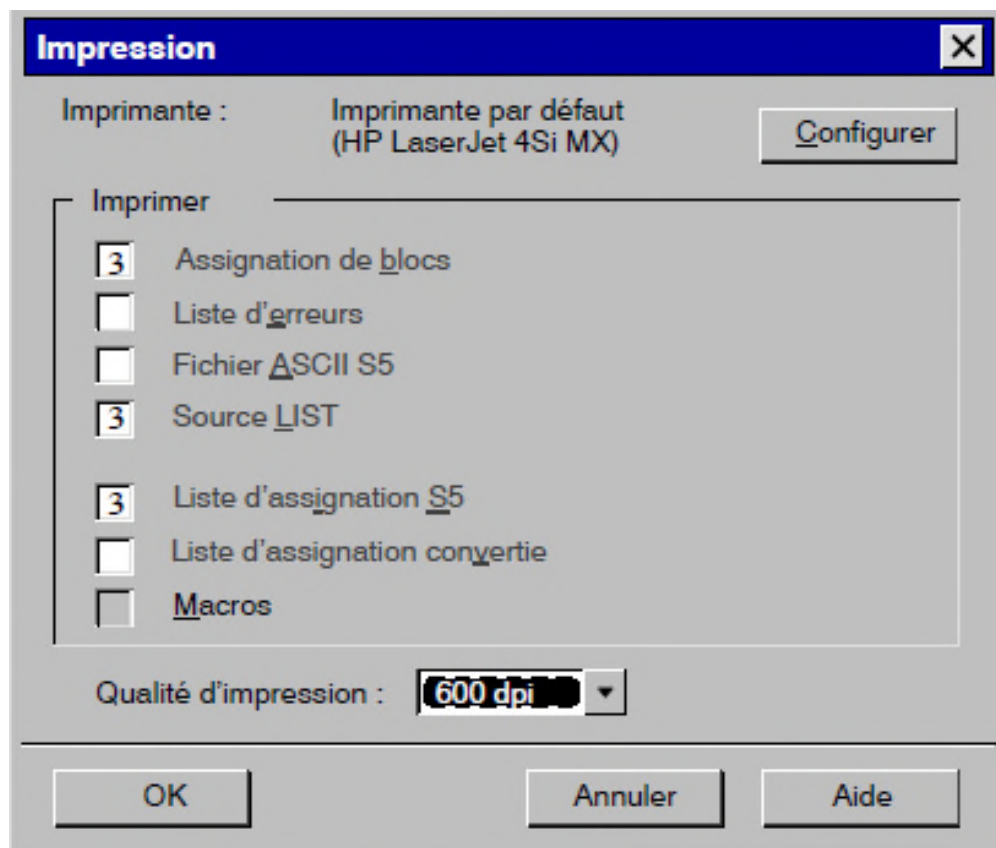 Impression
Imprimante : Imprimante par défaut
(HP LaserJet 4Si MX)
Configurer
Imprimer
3 Assignation de blocs
Liste d'erreurs
Fichier ASCII S5
3 Source LIST
3 Liste d'assignation S5
Liste d'assignation convertie
Macros
Qualité d'impression : 600 dpi
OK Annuler Aide